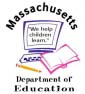 Massachusetts
"We help
children
learn."
Department of
Education